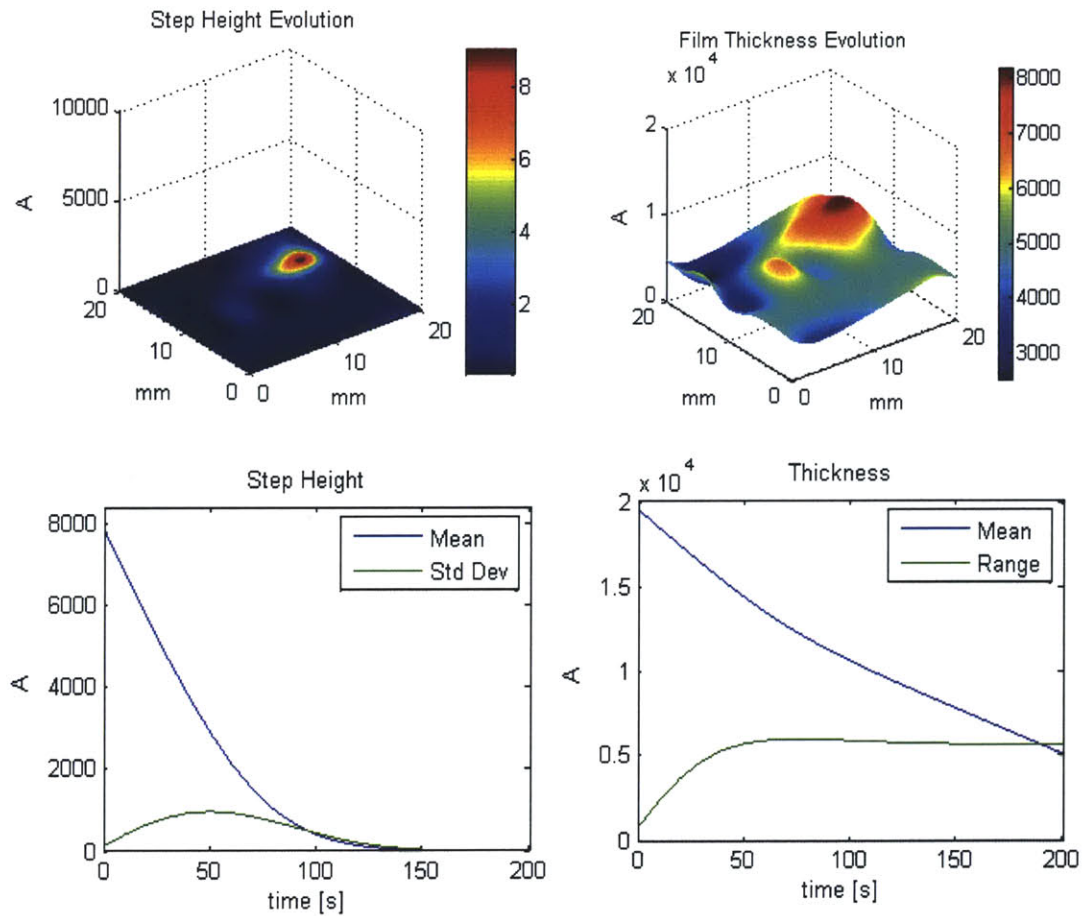 Step Height Evolution
10000
5000
0
A
20
10
0
mm
0
10
20
mm
8
6
4
2
Film Thickness Evolution
x 10^4
2
1
0
A
20
10
0
mm
0
10
20
mm
8000
7000
6000
5000
4000
3000
Step Height
8000
6000
4000
2000
0
A
Mean
Std Dev
0 50 100 150 200
time [s]
Thickness
x 10^4
2
1.5
1
0.5
0
A
Mean
Range
0 50 100 150 200
time [s]